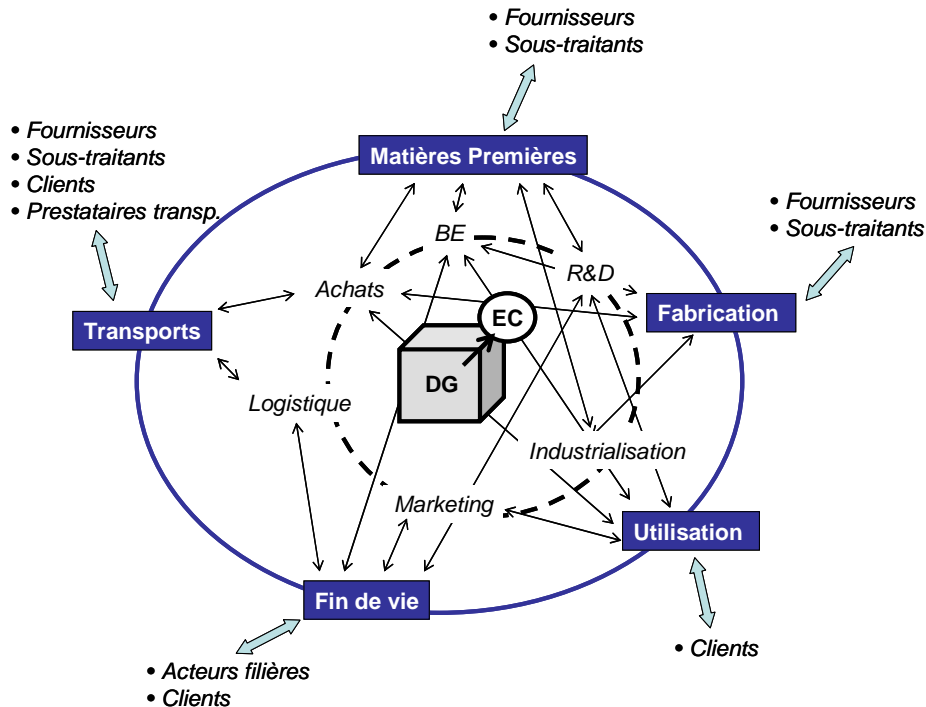 • Fournisseurs
• Sous-traitants
• Fournisseurs
• Sous-traitants
• Clients
• Prestataires transp.
Matières Premières
• Fournisseurs
• Sous-traitants
BE
R&D
Achats
EC
Fabrication
Transports
DG
Logistique
Industrialisation
Marketing
Utilisation
Fin de vie
• Clients
• Acteurs filières
• Clients